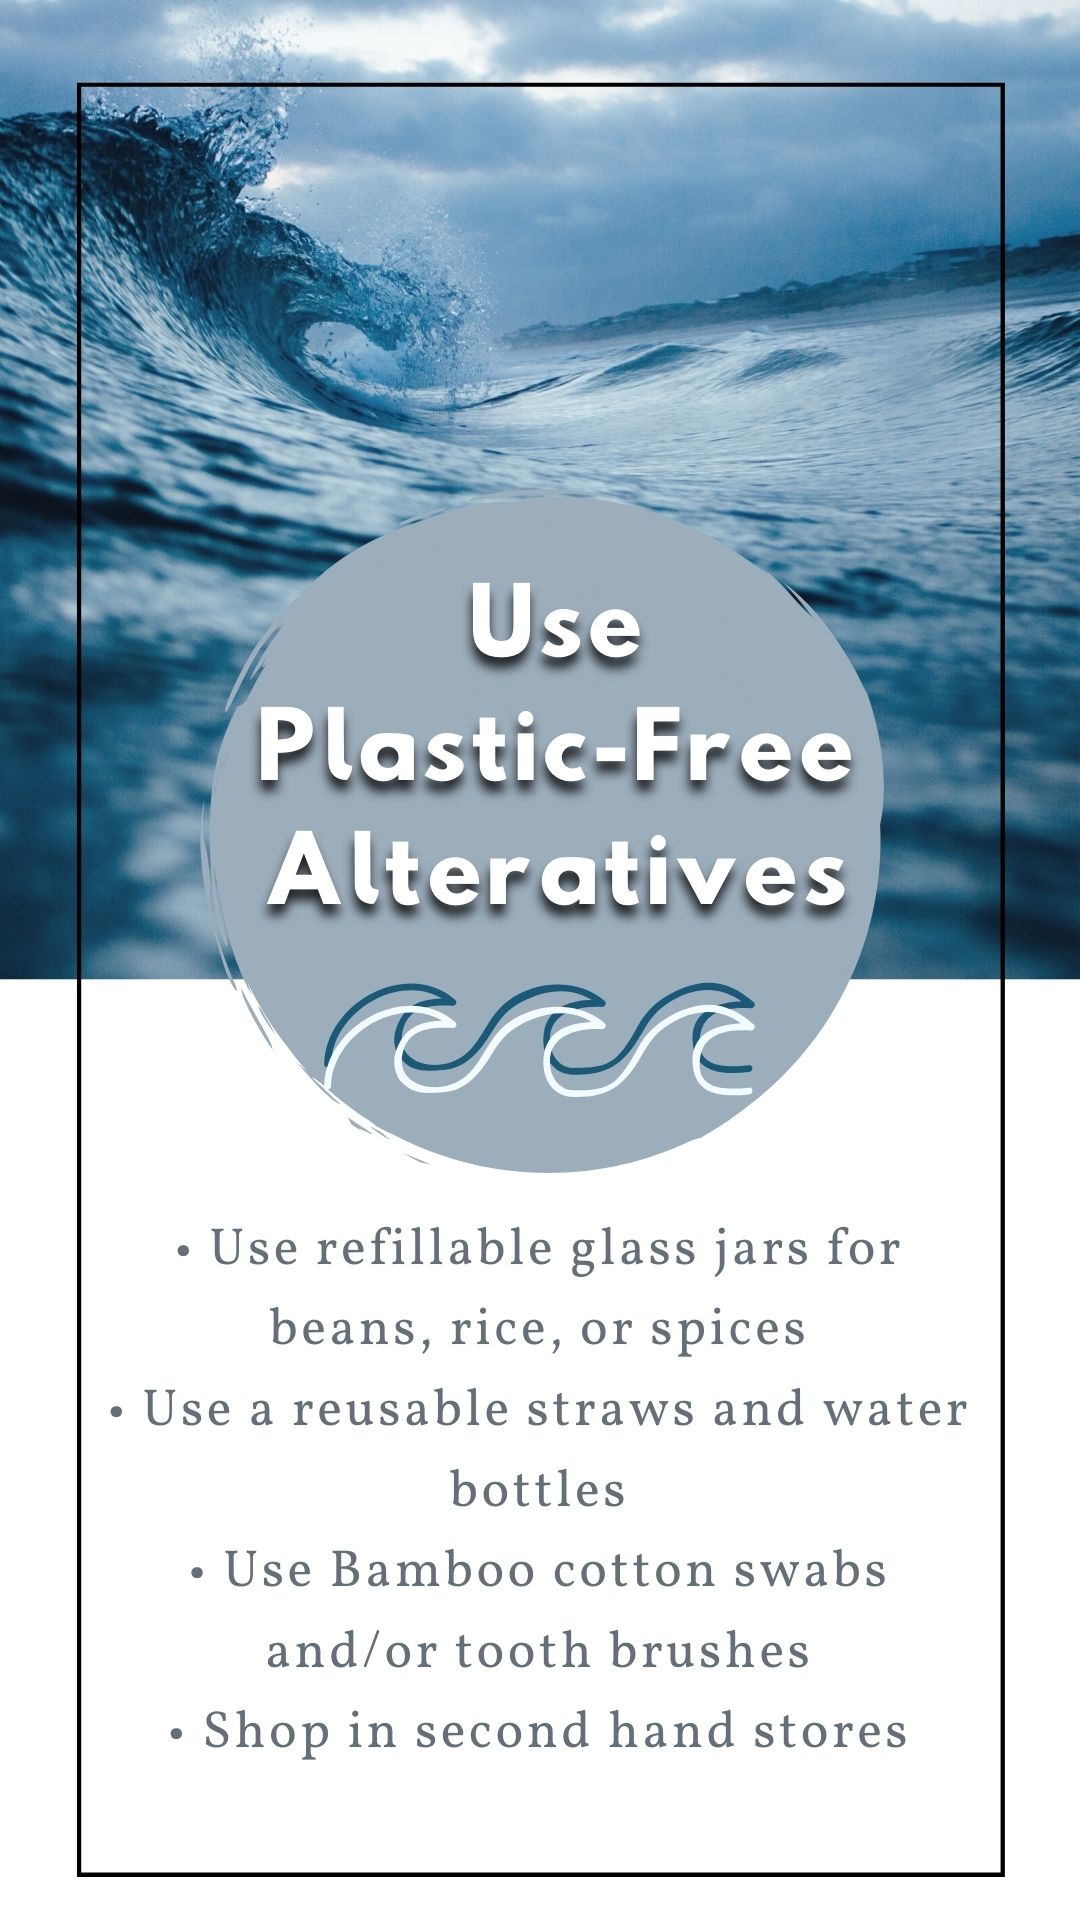 Use
Plastic-Free
Alteratives
• Use refillable glass jars for
beans, rice, or spices
• Use a reusable straws and water
bottles
• Use Bamboo cotton swabs
and/or tooth brushes
• Shop in second hand stores